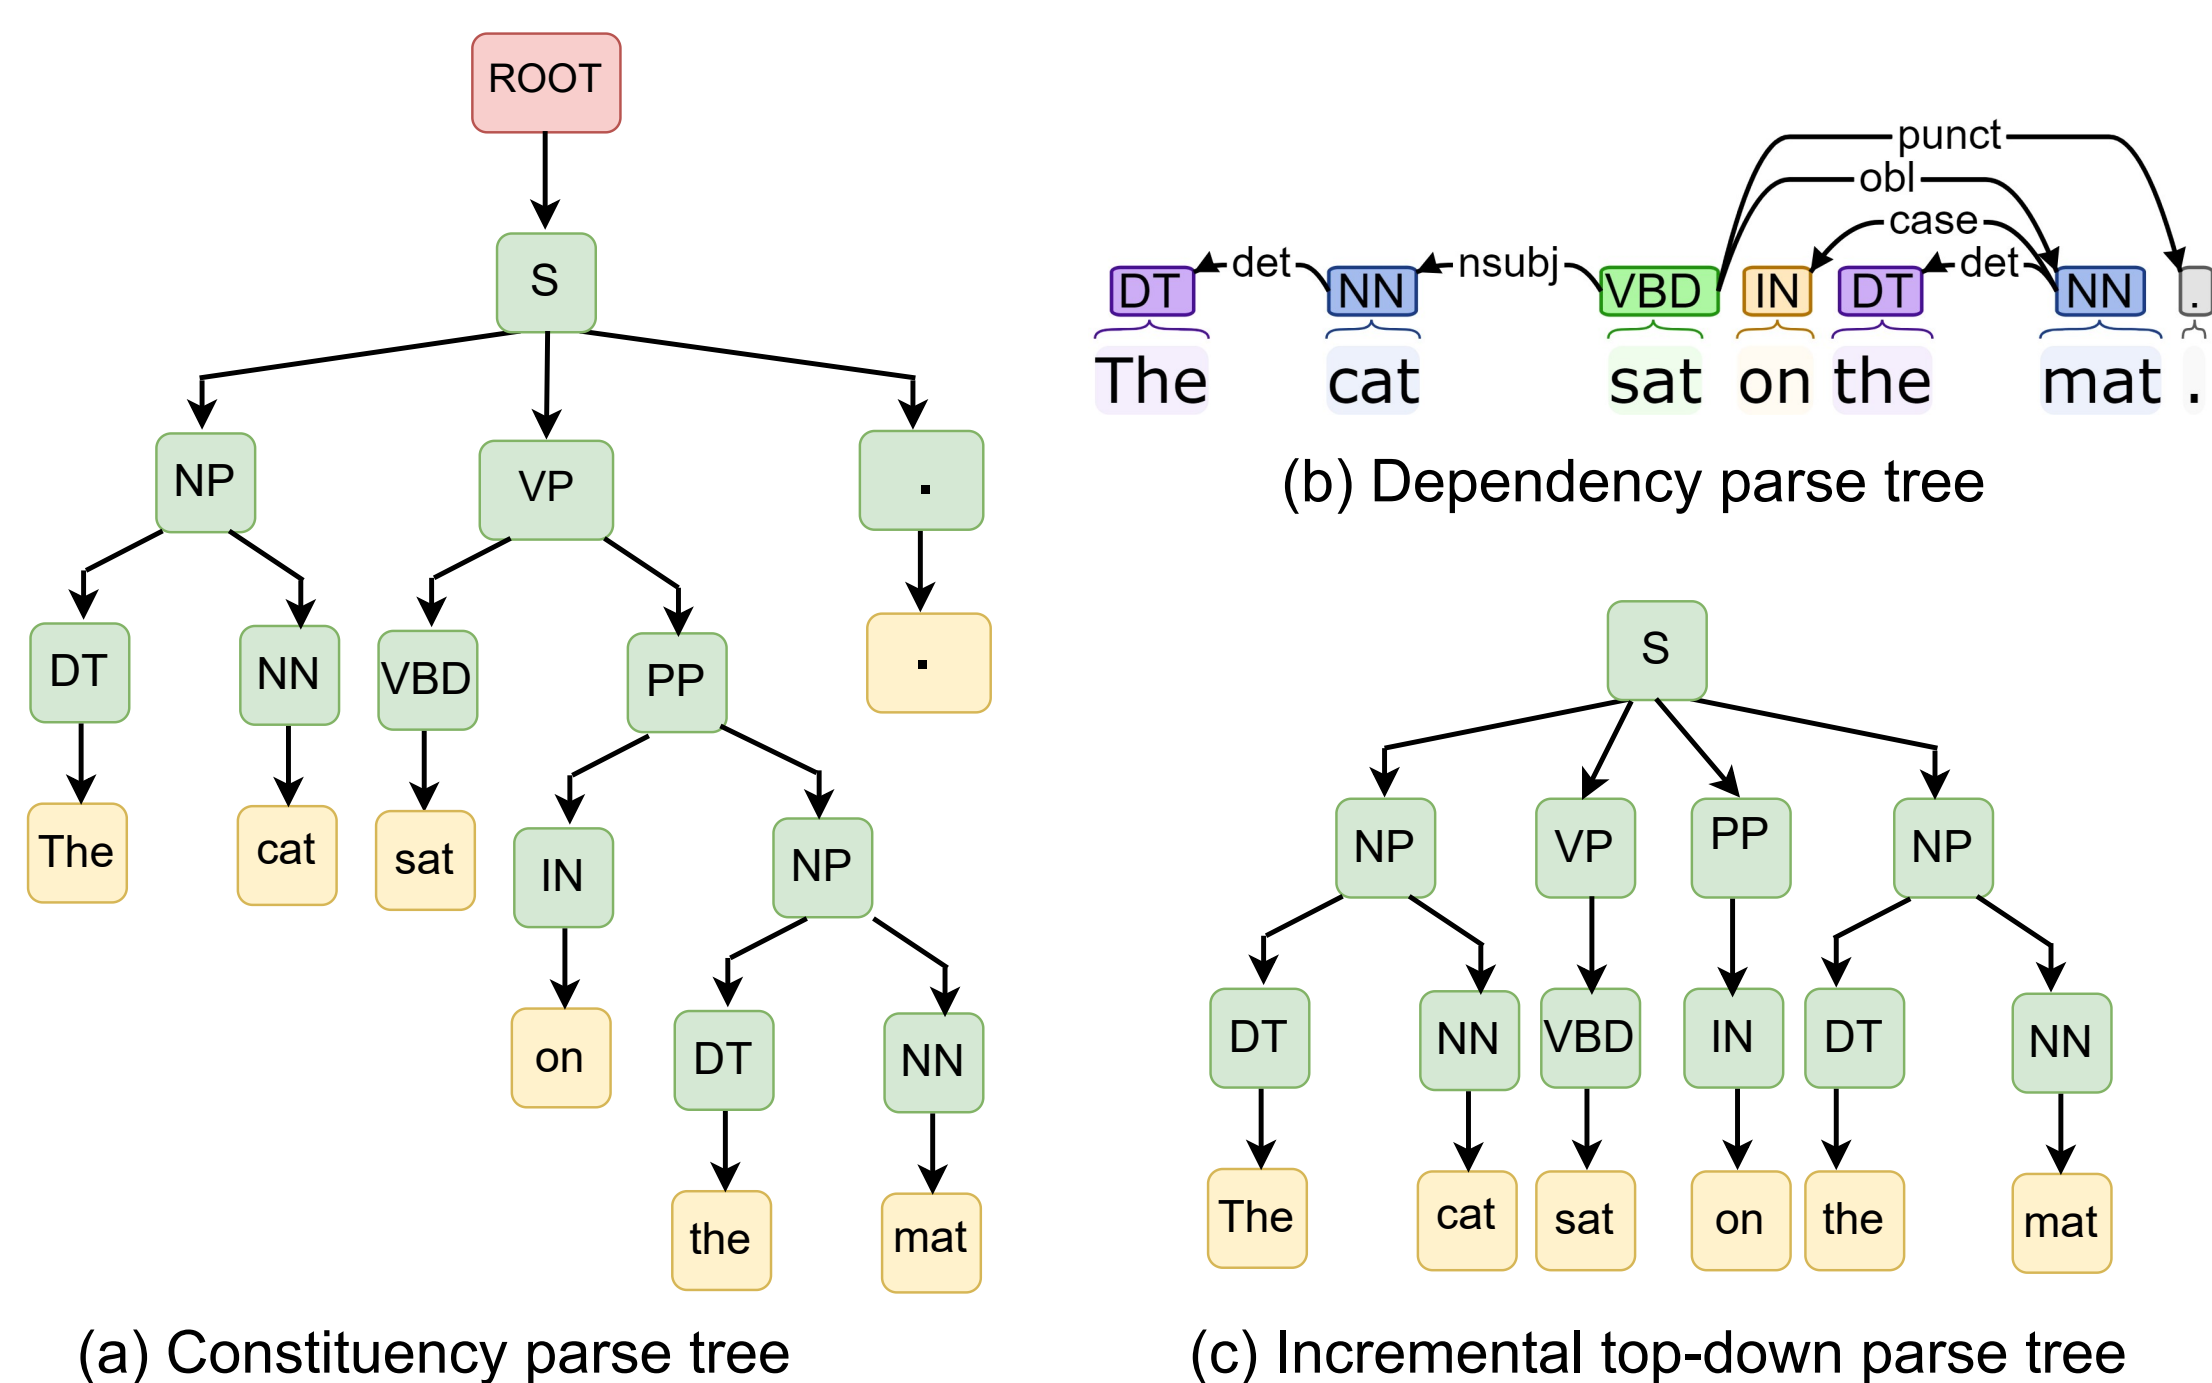 ROOT
S
NP
VP
.
DT
NN
VBD
PP
.
The
cat
sat
IN
NP
on
DT
NN
the
mat
(a) Constituency parse tree
punct
obl
case
det
nsubj
det
DT NN VBD IN DT NN .
The cat sat on the mat .
(b) Dependency parse tree
S
NP VP PP NP
DT NN VBD IN DT NN
The cat sat on the mat
(c) Incremental top-down parse tree